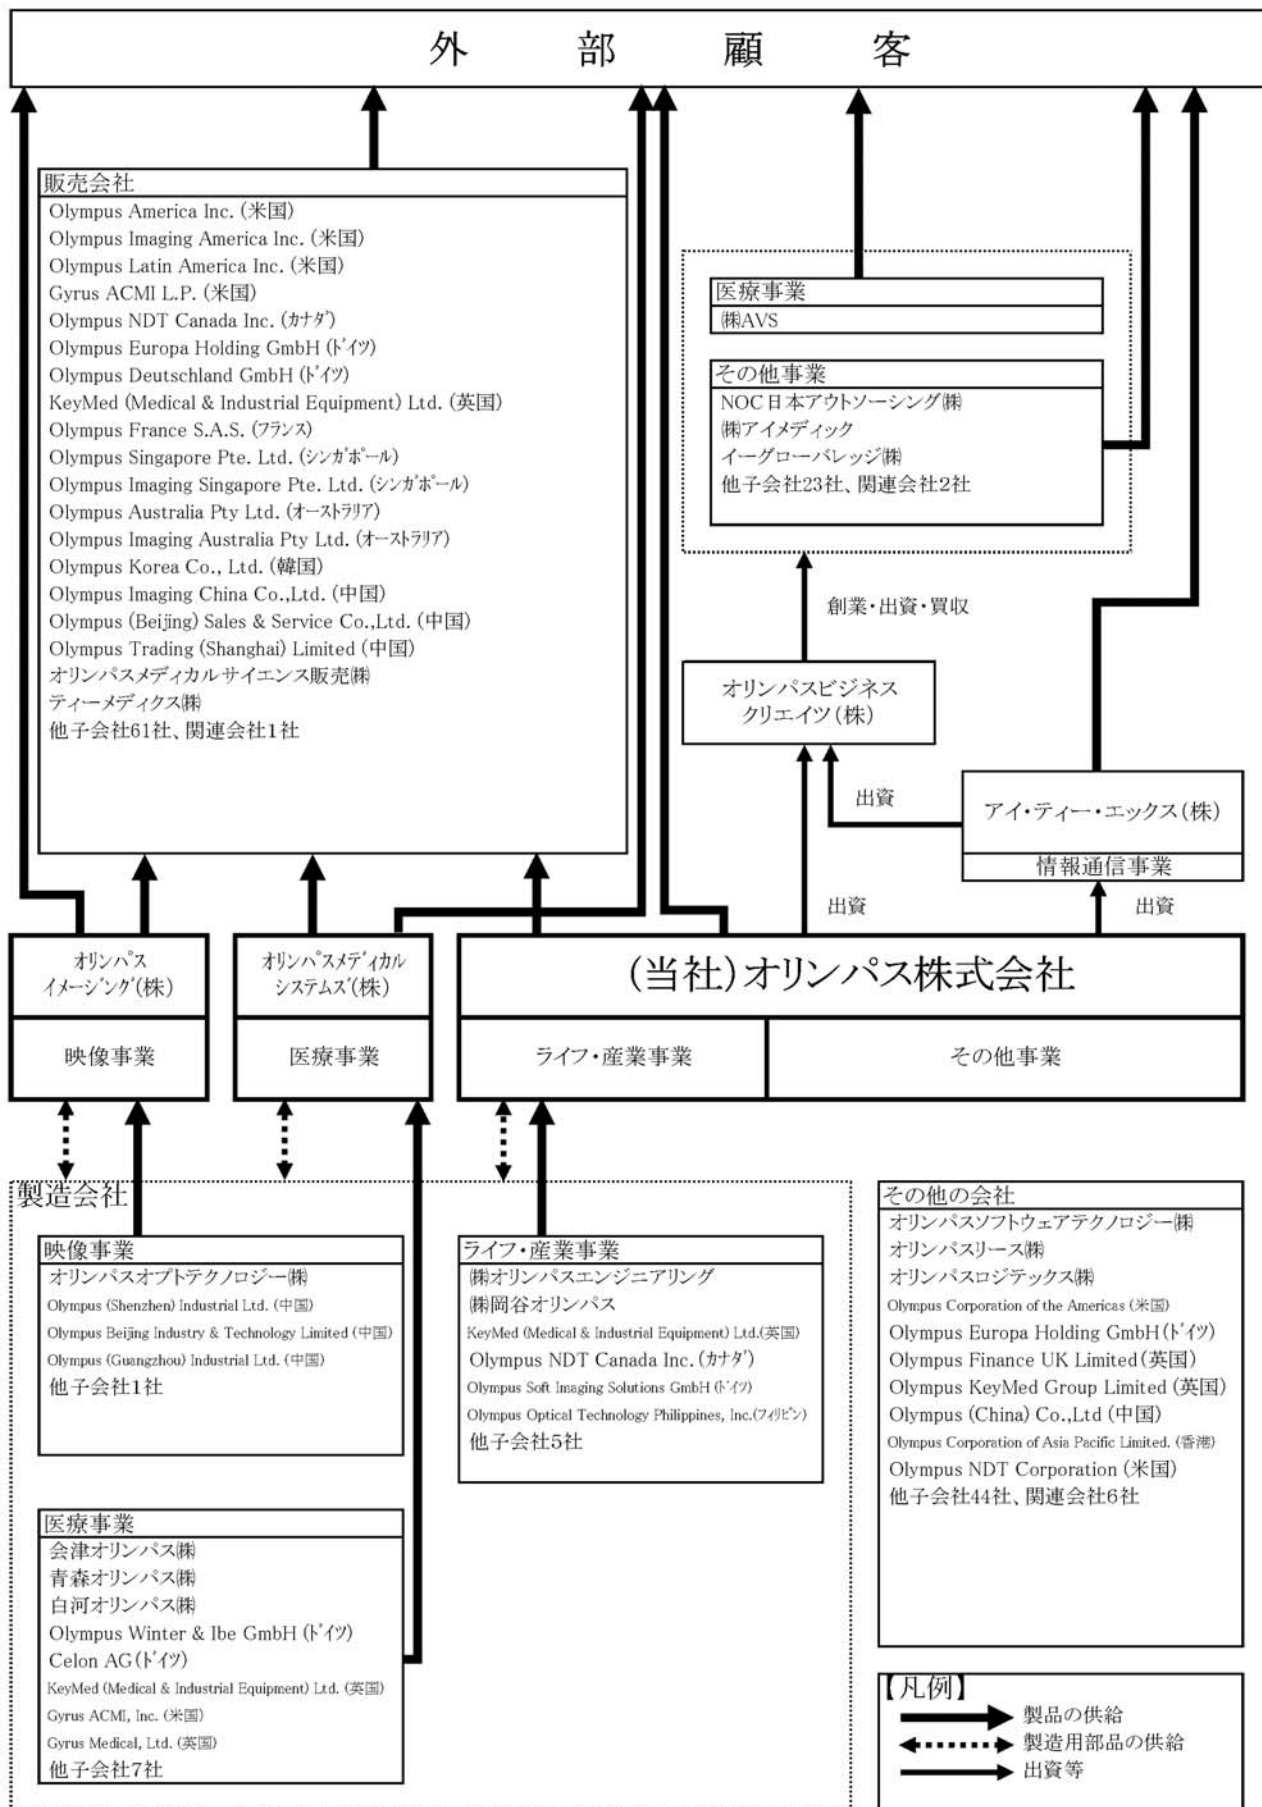 外部顧客
販売会社
Olympus America Inc. (米国)
Olympus Imaging America Inc. (米国)
Olympus Latin America Inc. (米国)
Gyrus ACMI L.P. (米国)
Olympus NDT Canada Inc. (ｶﾅﾀﾞ)
Olympus Europa Holding GmbH (ﾄﾞｲﾂ)
Olympus Deutschland GmbH (ﾄﾞｲﾂ)
KeyMed (Medical & Industrial Equipment) Ltd. (英国)
Olympus France S.A.S. (ﾌﾗﾝｽ)
Olympus Singapore Pte. Ltd. (ｼﾝｶﾞﾎﾟｰﾙ)
Olympus Imaging Singapore Pte. Ltd. (ｼﾝｶﾞﾎﾟｰﾙ)
Olympus Australia Pty Ltd. (ｵｰｽﾄﾗﾘｱ)
Olympus Imaging Australia Pty Ltd. (ｵｰｽﾄﾗﾘｱ)
Olympus Korea Co., Ltd. (韓国)
Olympus Imaging China Co.,Ltd. (中国)
Olympus (Beijing) Sales & Service Co.,Ltd. (中国)
Olympus Trading (Shanghai) Limited (中国)
オリンパスメディカルサイエンス販売㈱
ティーメディクス㈱
他子会社61社、関連会社1社
医療事業
㈱AVS
その他事業
NOC日本アウトソーシング㈱
㈱アイメディック
イーグローバレッジ㈱
他子会社23社、関連会社2社
創業・出資・買収
オリンパスビジネス
クリエイツ(株)
出資
アイ・ティー・エックス(株)
情報通信事業
出資
出資
ｵﾘﾝﾊﾟｽ
ｲﾒｰｼﾞﾝｸﾞ(株)
映像事業
ｵﾘﾝﾊﾟｽﾒﾃﾞｨｶﾙ
ｼｽﾃﾑｽﾞ(株)
医療事業
(当社)オリンパス株式会社
ライフ・産業事業
その他事業
製造会社
映像事業
オリンパスオプトテクノロジー㈱
Olympus (Shenzhen) Industrial Ltd. (中国)
Olympus Beijing Industry & Technology Limited (中国)
Olympus (Guangzhou) Industrial Ltd. (中国)
他子会社1社
ライフ・産業事業
㈱オリンパスエンジニアリング
㈱岡谷オリンパス
KeyMed (Medical & Industrial Equipment) Ltd.(英国)
Olympus NDT Canada Inc. (ｶﾅﾀﾞ)
Olympus Soft Imaging Solutions GmbH (ﾄﾞｲﾂ)
Olympus Optical Technology Philippines, Inc.(ﾌｨﾘﾋﾟﾝ)
他子会社5社
医療事業
会津オリンパス㈱
青森オリンパス㈱
白河オリンパス㈱
Olympus Winter & Ibe GmbH (ﾄﾞｲﾂ)
Celon AG(ﾄﾞｲﾂ)
KeyMed (Medical & Industrial Equipment) Ltd. (英国)
Gyrus ACMI, Inc. (米国)
Gyrus Medical, Ltd. (英国)
他子会社7社
その他の会社
オリンパスソフトウェアテクノロジー㈱
オリンパスリース㈱
オリンパスロジテックス㈱
Olympus Corporation of the Americas (米国)
Olympus Europa Holding GmbH(ﾄﾞｲﾂ)
Olympus Finance UK Limited(英国)
Olympus KeyMed Group Limited (英国)
Olympus (China) Co.,Ltd (中国)
Olympus Corporation of Asia Pacific Limited. (香港)
Olympus NDT Corporation (米国)
他子会社44社、関連会社6社
【凡例】
製品の供給
製造用部品の供給
出資等